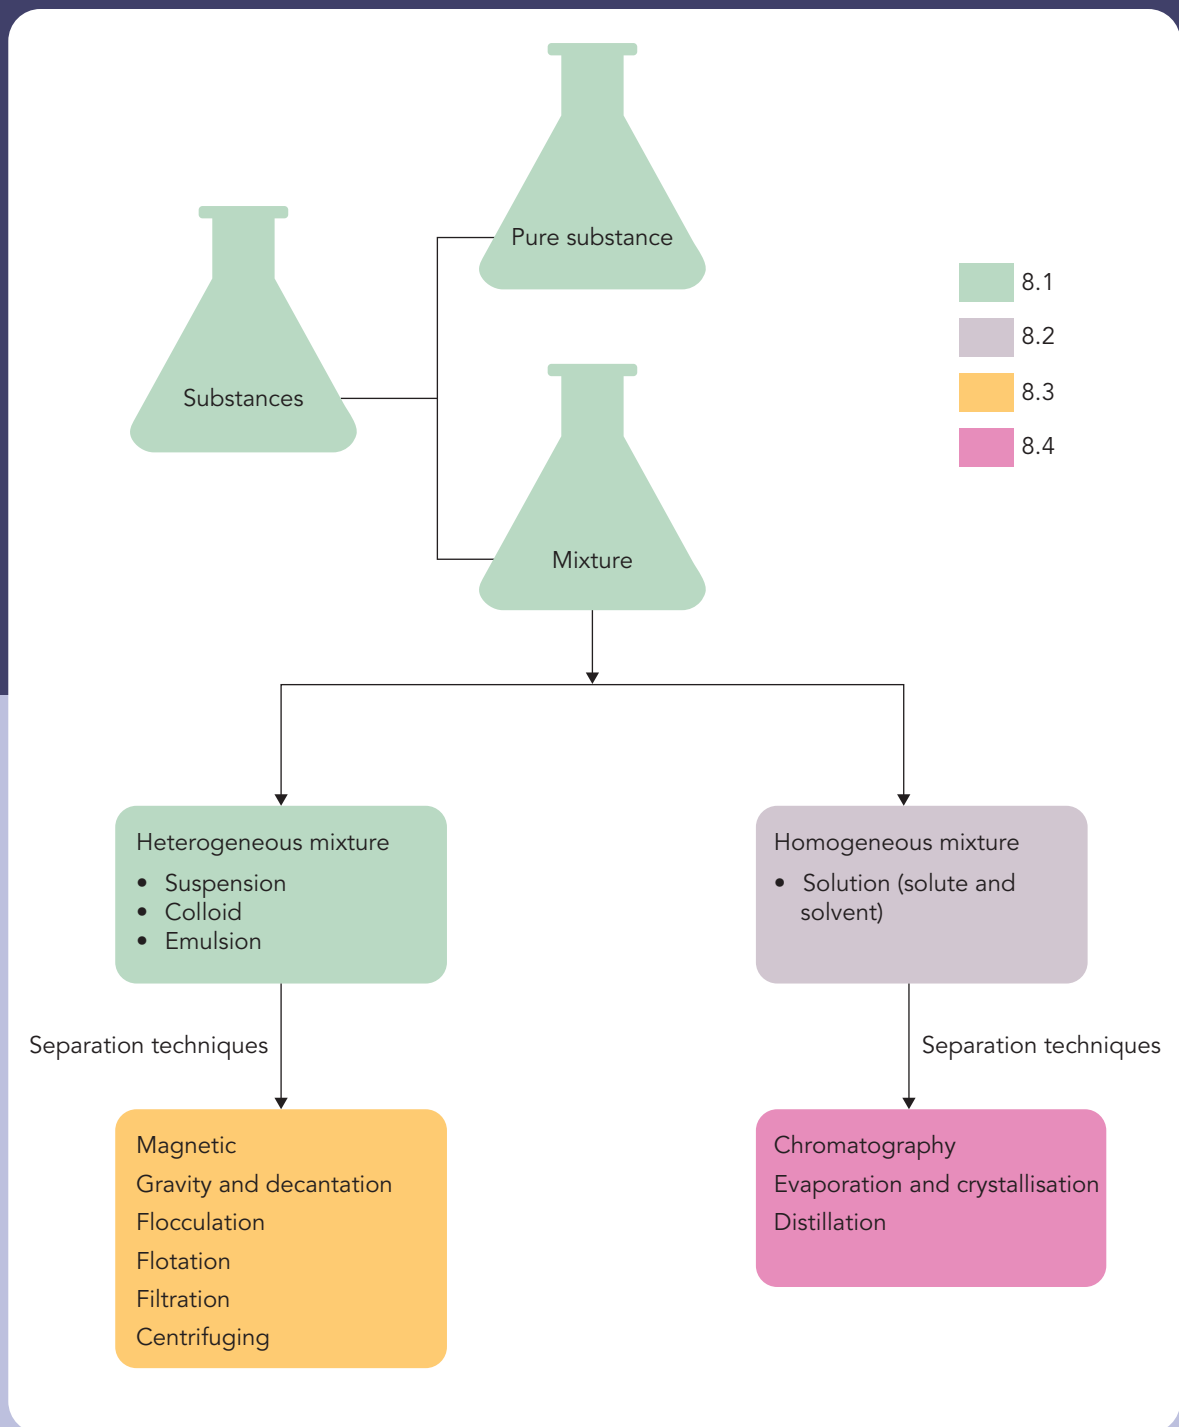 Pure substance
Substances
Mixture
8.1
8.2
8.3
8.4
Heterogeneous mixture
• Suspension
• Colloid
• Emulsion
Homogeneous mixture
• Solution (solute and
solvent)
Separation techniques
Separation techniques
Magnetic
Gravity and decantation
Flocculation
Flotation
Filtration
Centrifuging
Chromatography
Evaporation and crystallisation
Distillation